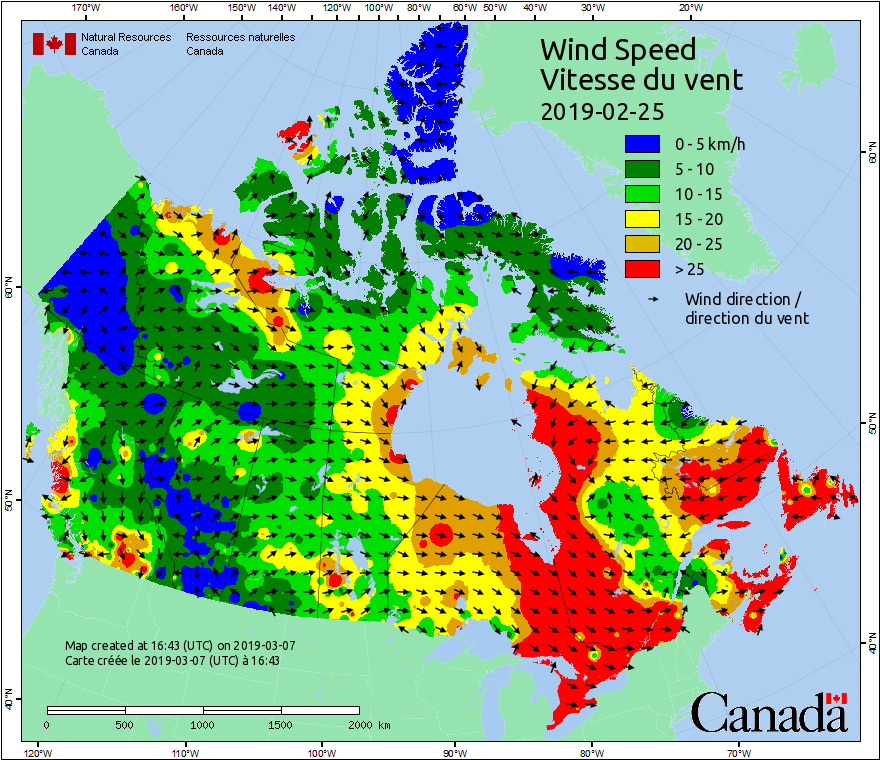 170°W 160°W 150°W 140°W 130°W 120°W 110°W 100°W 80°W 60°W 50°W 40°W 30°W 20°W
Natural Resources Ressources naturelles
Canada Canada
Wind Speed
Vitesse du vent
2019-02-25
0 - 5 km/h
5 - 10
10 - 15
15 - 20
20 - 25
> 25
Wind direction /
direction du vent
60°N
60°N
50°N
50°N
40°N
40°N
Map created at 16:43 (UTC) on 2019-03-07
Carte créée le 2019-03-07 (UTC) à 16:43
0 500 1000 1500 2000 km
Canada
120°W 110°W 100°W 90°W 80°W 70°W